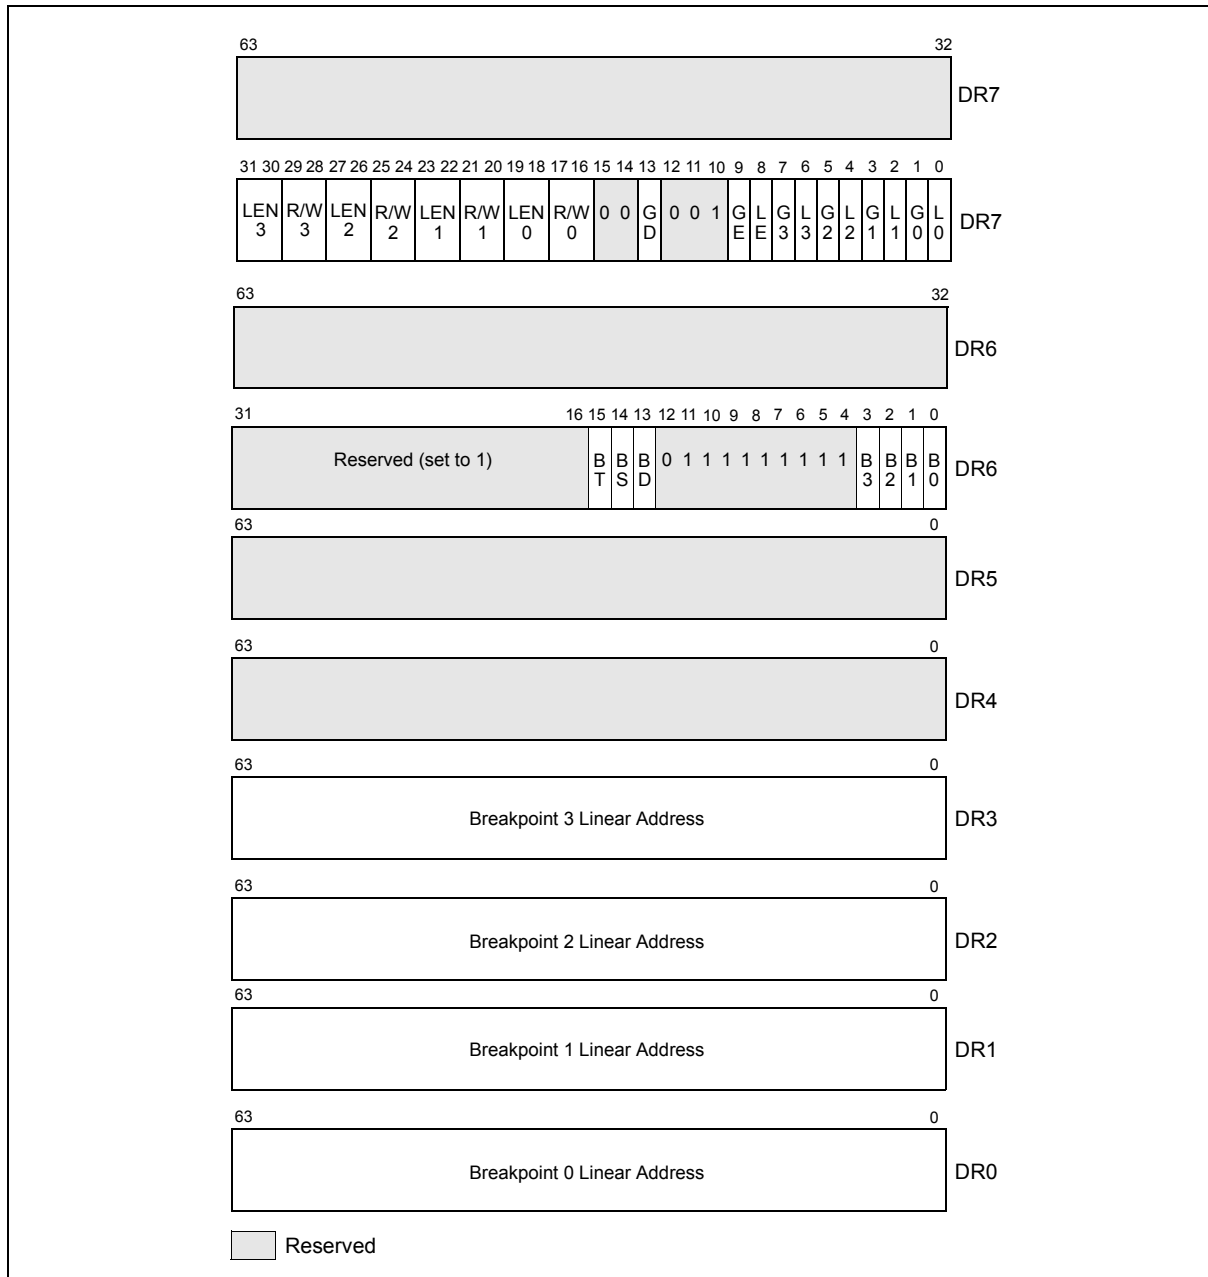 63 32
DR7
31 30 29 28 27 26 25 24 23 22 21 20 19 18 17 16 15 14 13 12 11 10 9 8 7 6 5 4 3 2 1 0
LEN 3 R/W 3 LEN 2 R/W 2 LEN 1 R/W 1 LEN 0 R/W 0 0 0 G D 0 0 1 G E L E G 3 L 3 G 2 L 2 G 1 L 1 G 0 L 0 DR7
63 32
DR6
31 16 15 14 13 12 11 10 9 8 7 6 5 4 3 2 1 0
Reserved (set to 1) B T B S B D 0 1 1 1 1 1 1 1 1 B 3 B 2 B 1 B 0 DR6
63 0
DR5
63 0
DR4
63 0
Breakpoint 3 Linear Address DR3
63 0
Breakpoint 2 Linear Address DR2
63 0
Breakpoint 1 Linear Address DR1
63 0
Breakpoint 0 Linear Address DR0
Reserved